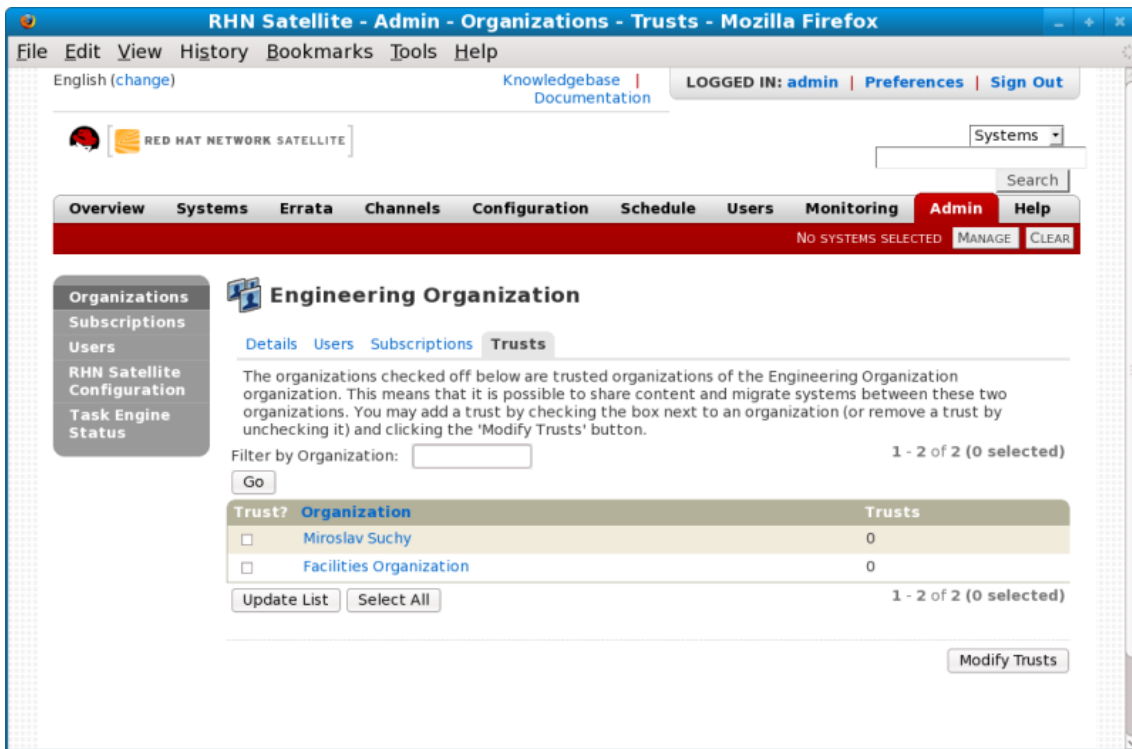 RHN Satellite - Admin - Organizations - Trusts - Mozilla Firefox
File Edit View History Bookmarks Tools Help
English (change)
Knowledgebase |
Documentation
LOGGED IN: admin | Preferences | Sign Out
RED HAT NETWORK SATELLITE
Systems
Search
Overview Systems Errata Channels Configuration Schedule Users Monitoring Admin Help
NO SYSTEMS SELECTED MANAGE CLEAR
Organizations
Subscriptions
Users
RHN Satellite
Configuration
Task Engine
Status
Engineering Organization
Details Users Subscriptions Trusts
The organizations checked off below are trusted organizations of the Engineering Organization
organization. This means that it is possible to share content and migrate systems between these two
organizations. You may add a trust by checking the box next to an organization (or remove a trust by
unchecking it) and clicking the 'Modify Trusts' button.
Filter by Organization:
1 - 2 of 2 (0 selected)
Go
Trust? Organization Trusts
Miroslav Suchy 0
Facilities Organization 0
Update List Select All
1 - 2 of 2 (0 selected)
Modify Trusts